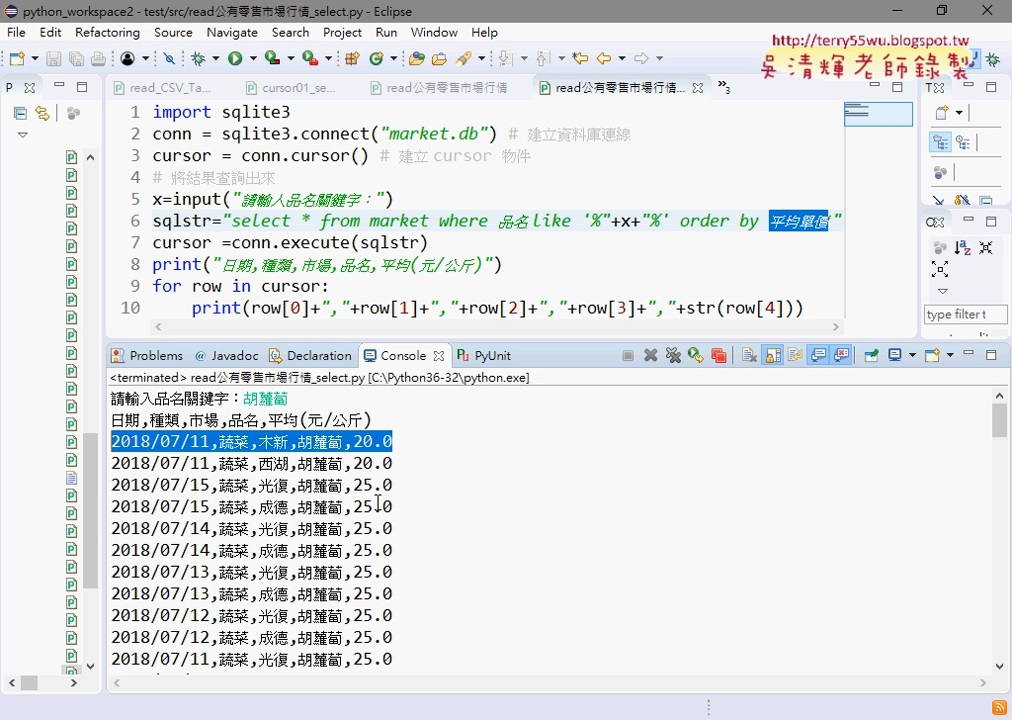 python_workspace2 - test/src/read公有零售市場行情_select.py - Eclipse
File Edit Refactoring Source Navigate Search Project Run Window Help
http://terry55wu.blogspot.tw
吳清輝老師錄製
P
read_CSV_Ta...
cursor01_se...
read公有零售市場行情
read公有零售市場行情...
»3
1 import sqlite3
2 conn = sqlite3.connect("market.db") # 建立資料庫連線
3 cursor = conn.cursor() # 建立 cursor 物件
4 # 將結果查詢出來
5 x=input("請輸入品名關鍵字：")
6 sqlstr="select * from market where 品名 like '%"+x+"%' order by 平均單價"
7 cursor =conn.execute(sqlstr)
8 print("日期,種類,市場,品名,平均(元/公斤)")
9 for row in cursor:
10 print(row[0]+","+row[1]+","+row[2]+","+row[3]+","+str(row[4]))
type filter t
Problems @ Javadoc Declaration Console PyUnit
<terminated> read公有零售市場行情_select.py [C:\Python36-32\python.exe]
請輸入品名關鍵字：胡蘿蔔
日期,種類,市場,品名,平均(元/公斤)
2018/07/11,蔬菜,木新,胡蘿蔔,20.0
2018/07/11,蔬菜,西湖,胡蘿蔔,20.0
2018/07/15,蔬菜,光復,胡蘿蔔,25.0
2018/07/15,蔬菜,成德,胡蘿蔔,25.0
2018/07/14,蔬菜,光復,胡蘿蔔,25.0
2018/07/14,蔬菜,成德,胡蘿蔔,25.0
2018/07/13,蔬菜,光復,胡蘿蔔,25.0
2018/07/13,蔬菜,成德,胡蘿蔔,25.0
2018/07/12,蔬菜,光復,胡蘿蔔,25.0
2018/07/12,蔬菜,成德,胡蘿蔔,25.0
2018/07/11,蔬菜,光復,胡蘿蔔,25.0